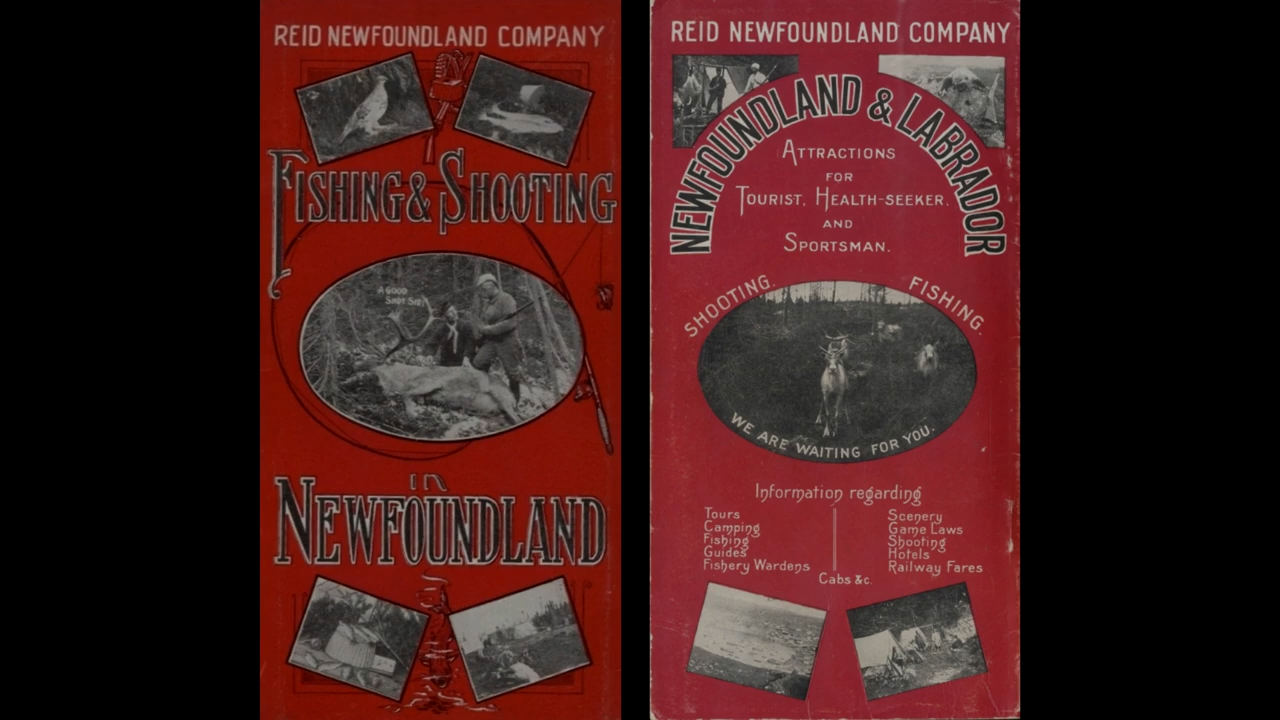 REID NEWFOUNDLAND COMPANY
FISHING & SHOOTING
A GOOD
SHOT SIR!
in
NEWFOUNDLAND
REID NEWFOUNDLAND COMPANY
NEWFOUNDLAND & LABRADOR
ATTRACTIONS
FOR
TOURIST, HEALTH-SEEKER,
AND
SPORTSMAN.
SHOOTING.
FISHING.
WE ARE WAITING FOR YOU.
Information regarding
Tours
Camping
Fishing
Guides
Fishery Wardens
Scenery
Game Laws
Shooting
Hotels
Railway Fares
Cabs &c.